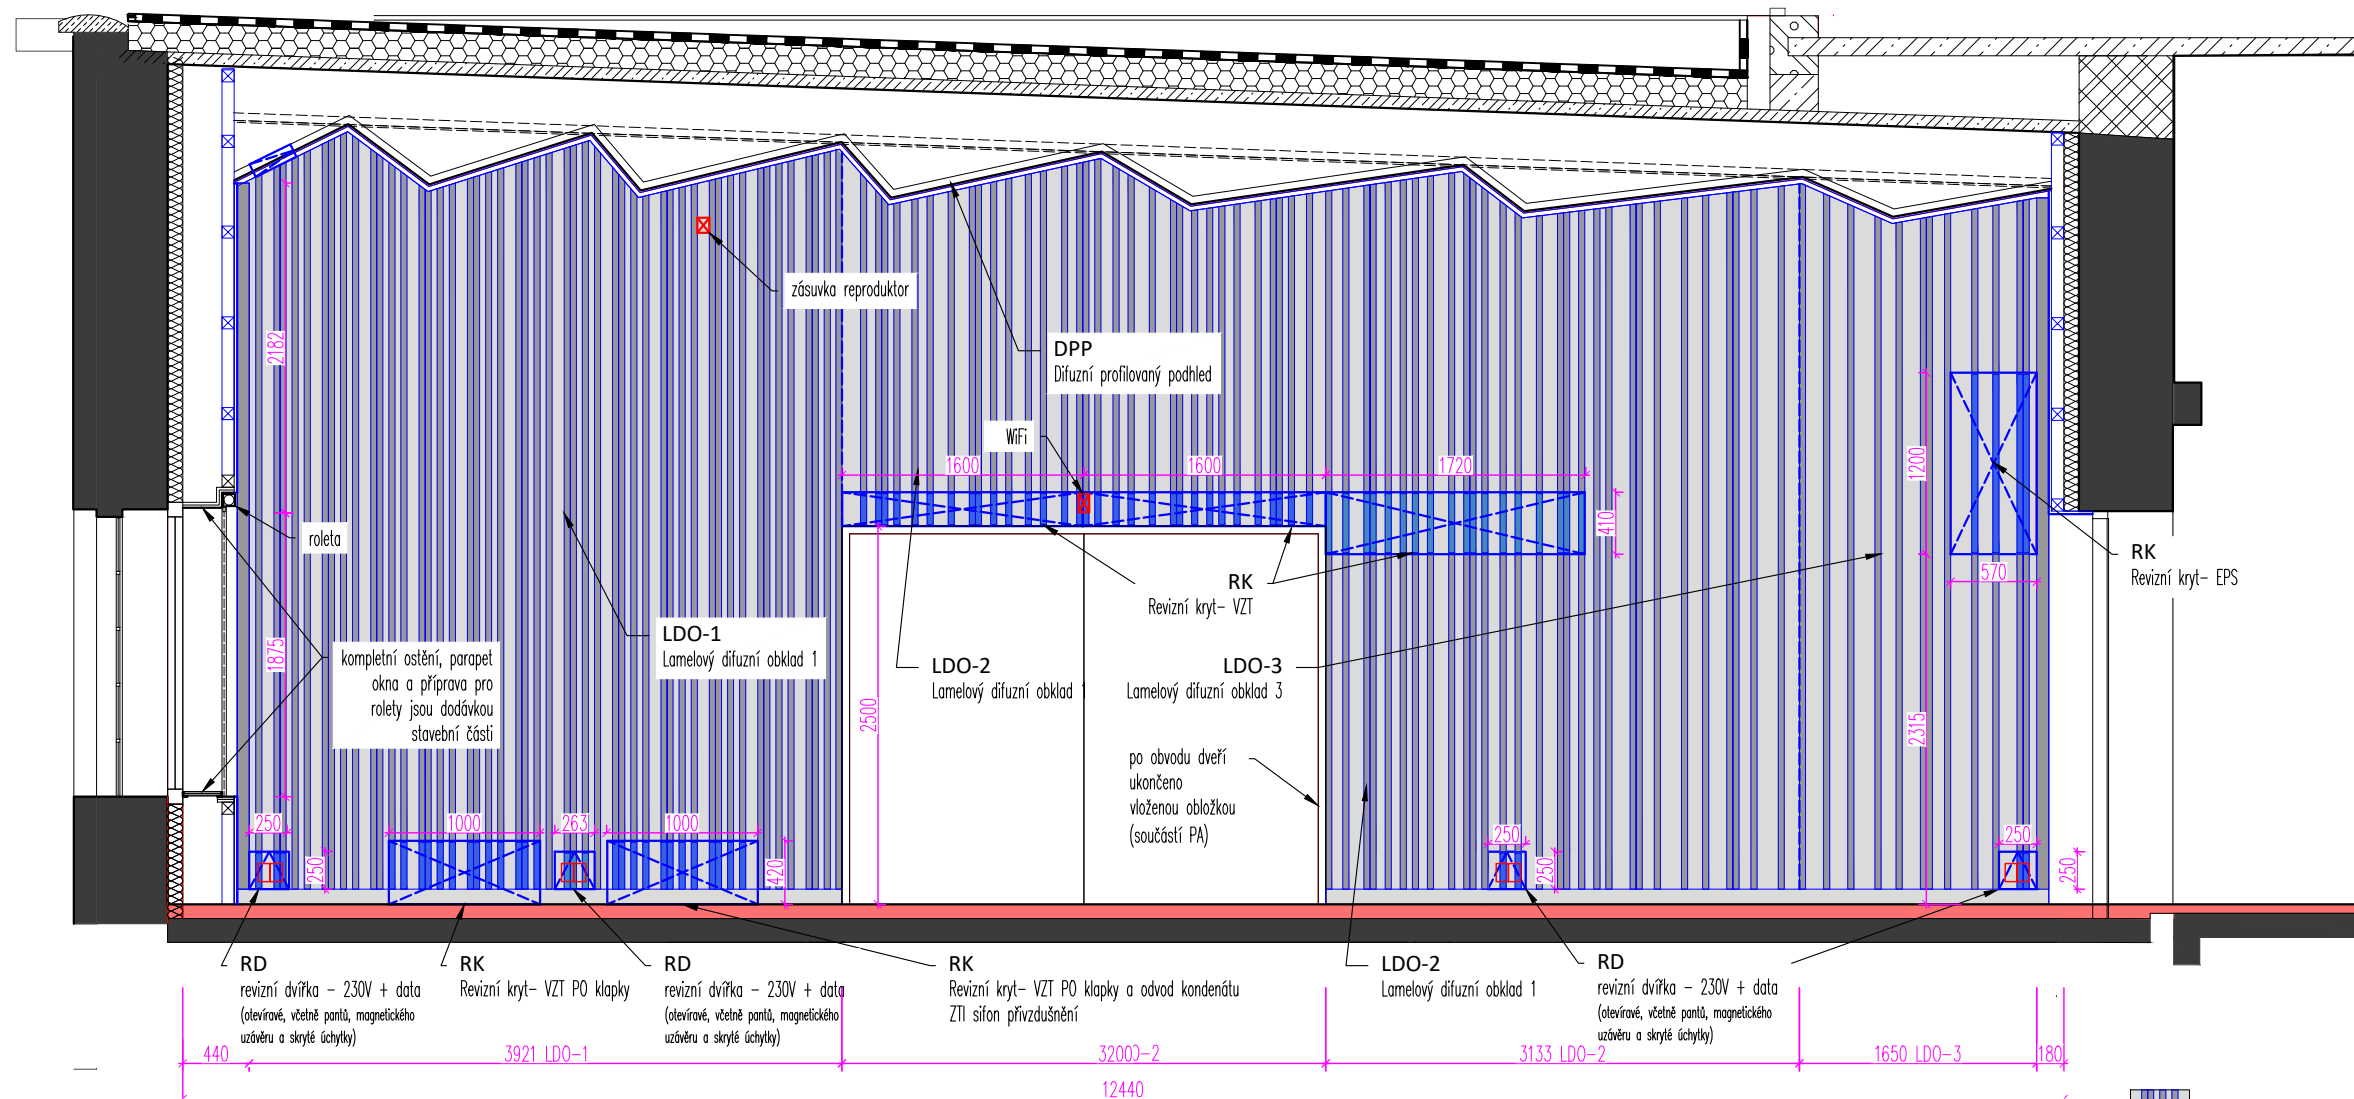 zásuvka reproduktor
DPP
Difuzní profilovaný podhled
2182
WiFi
1600
1600
1720
1200
410
roleta
RK
Revizní kryt- EPS
570
RK
Revizní kryt- VZT
LDO-1
Lamelový difuzní obklad 1
kompletní ostění, parapet
okna a příprava pro
rolety jsou dodávkou
stavební části
1875
LDO-2
Lamelový difuzní obklad 1
LDO-3
Lamelový difuzní obklad 3
2500
2315
po obvodu dveří
ukončeno
vloženou obložkou
(součástí PA)
250
1000
263
1000
250
250
250
420
250
250
RD
revizní dvířka - 230V + data
(otevíravé, včetně pantů, magnetického
uzávěru a skryté úchytky)
RK
Revizní kryt- VZT PO klapky
RD
revizní dvířka - 230V + data
(otevíravé, včetně pantů, magnetického
uzávěru a skryté úchytky)
RK
Revizní kryt- VZT PO klapky a odvod kondenátu
ZTI sifon přivzdušnění
LDO-2
Lamelový difuzní obklad 1
RD
revizní dvířka - 230V + data
(otevíravé, včetně pantů, magnetického
uzávěru a skryté úchytky)
440
3921 LDO-1
3133 LDO-2
1650 LDO-3
180
12440